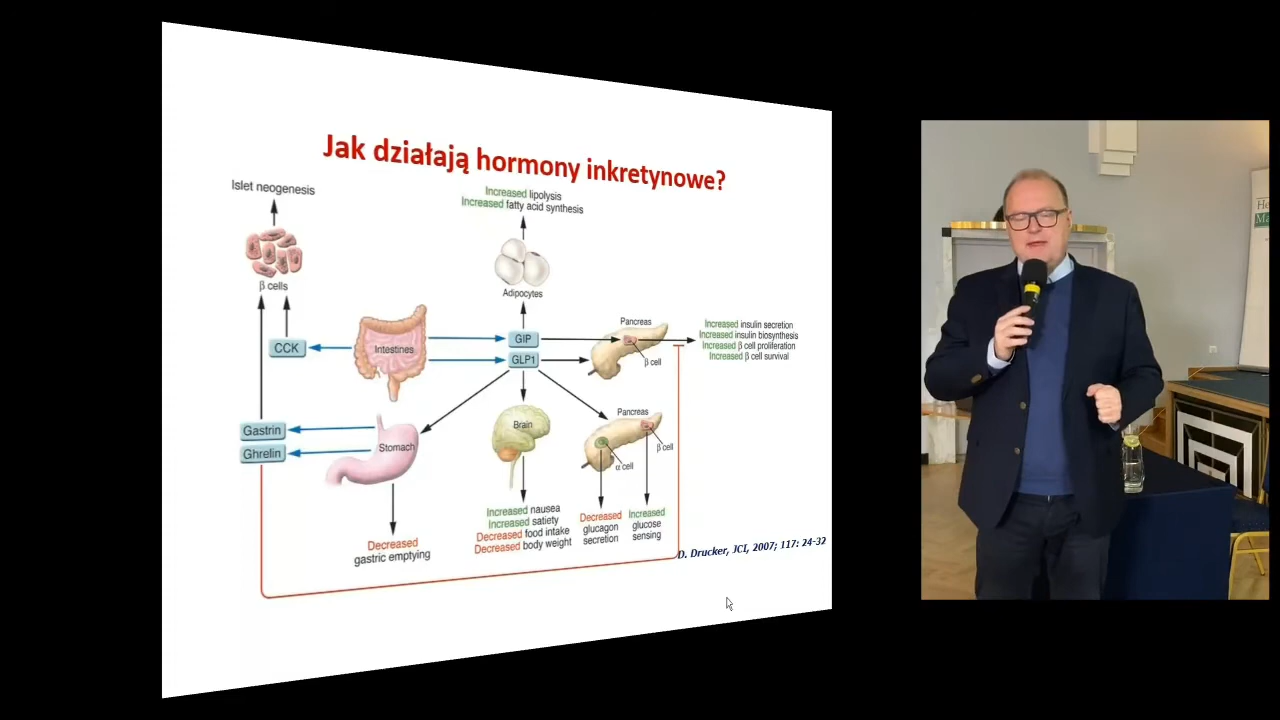 Jak działają hormony inkretynowe?
Islet neogenesis
β cells
CCK
Gastrin
Ghrelin
Intestines
Stomach
Decreased
gastric emptying
Increased lipolysis
Increased fatty acid synthesis
Adipocytes
GIP
GLP1
Brain
Increased nausea
Increased satiety
Decreased food intake
Decreased body weight
Pancreas
β cell
Increased insulin secretion
Increased insulin biosynthesis
Increased β cell proliferation
Increased β cell survival
Pancreas
β cell
α cell
Decreased
glucagon
secretion
Increased
glucose
sensing
D. Drucker, JCI, 2007; 117: 24-32
He
Ma